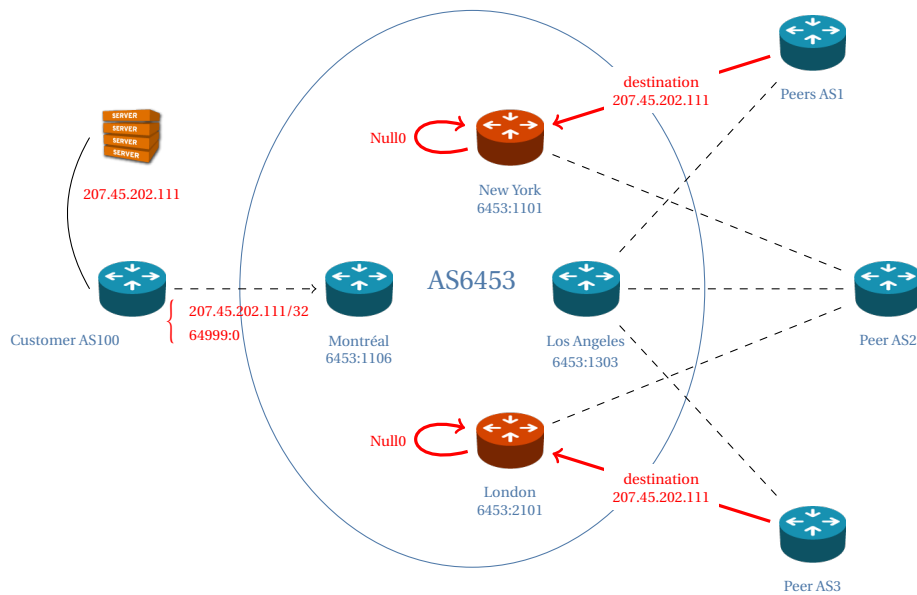 Peers AS1
destination
207.45.202.111
SERVER
SERVER
SERVER
SERVER
Null0
207.45.202.111
New York
6453:1101
AS6453
207.45.202.111/32
64999:0
Customer AS100
Montréal
6453:1106
Los Angeles
6453:1303
Peer AS2
Null0
London
6453:2101
destination
207.45.202.111
Peer AS3